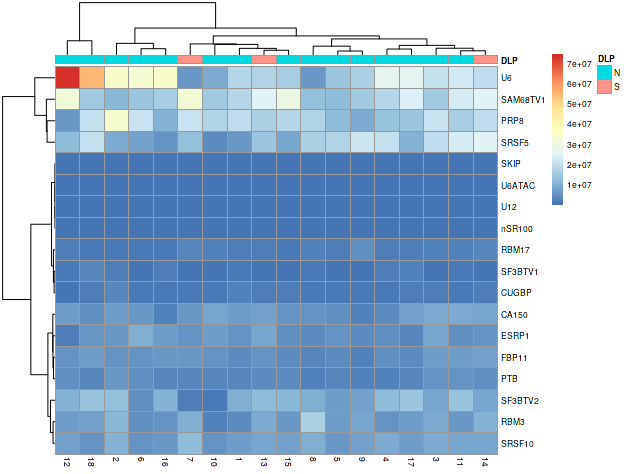 DLP
U6
SAM68TV1
PRP8
SRSF5
SKIP
U6ATAC
U12
nSR100
RBM17
SF3BTV1
CUGBP
CA150
ESRP1
FBP11
PTB
SF3BTV2
RBM3
SRSF10
12 18 2 6 16 7 10 1 13 15 8 5 9 4 17 3 11 14
7e+07
6e+07
5e+07
4e+07
3e+07
2e+07
1e+07
DLP
N
S